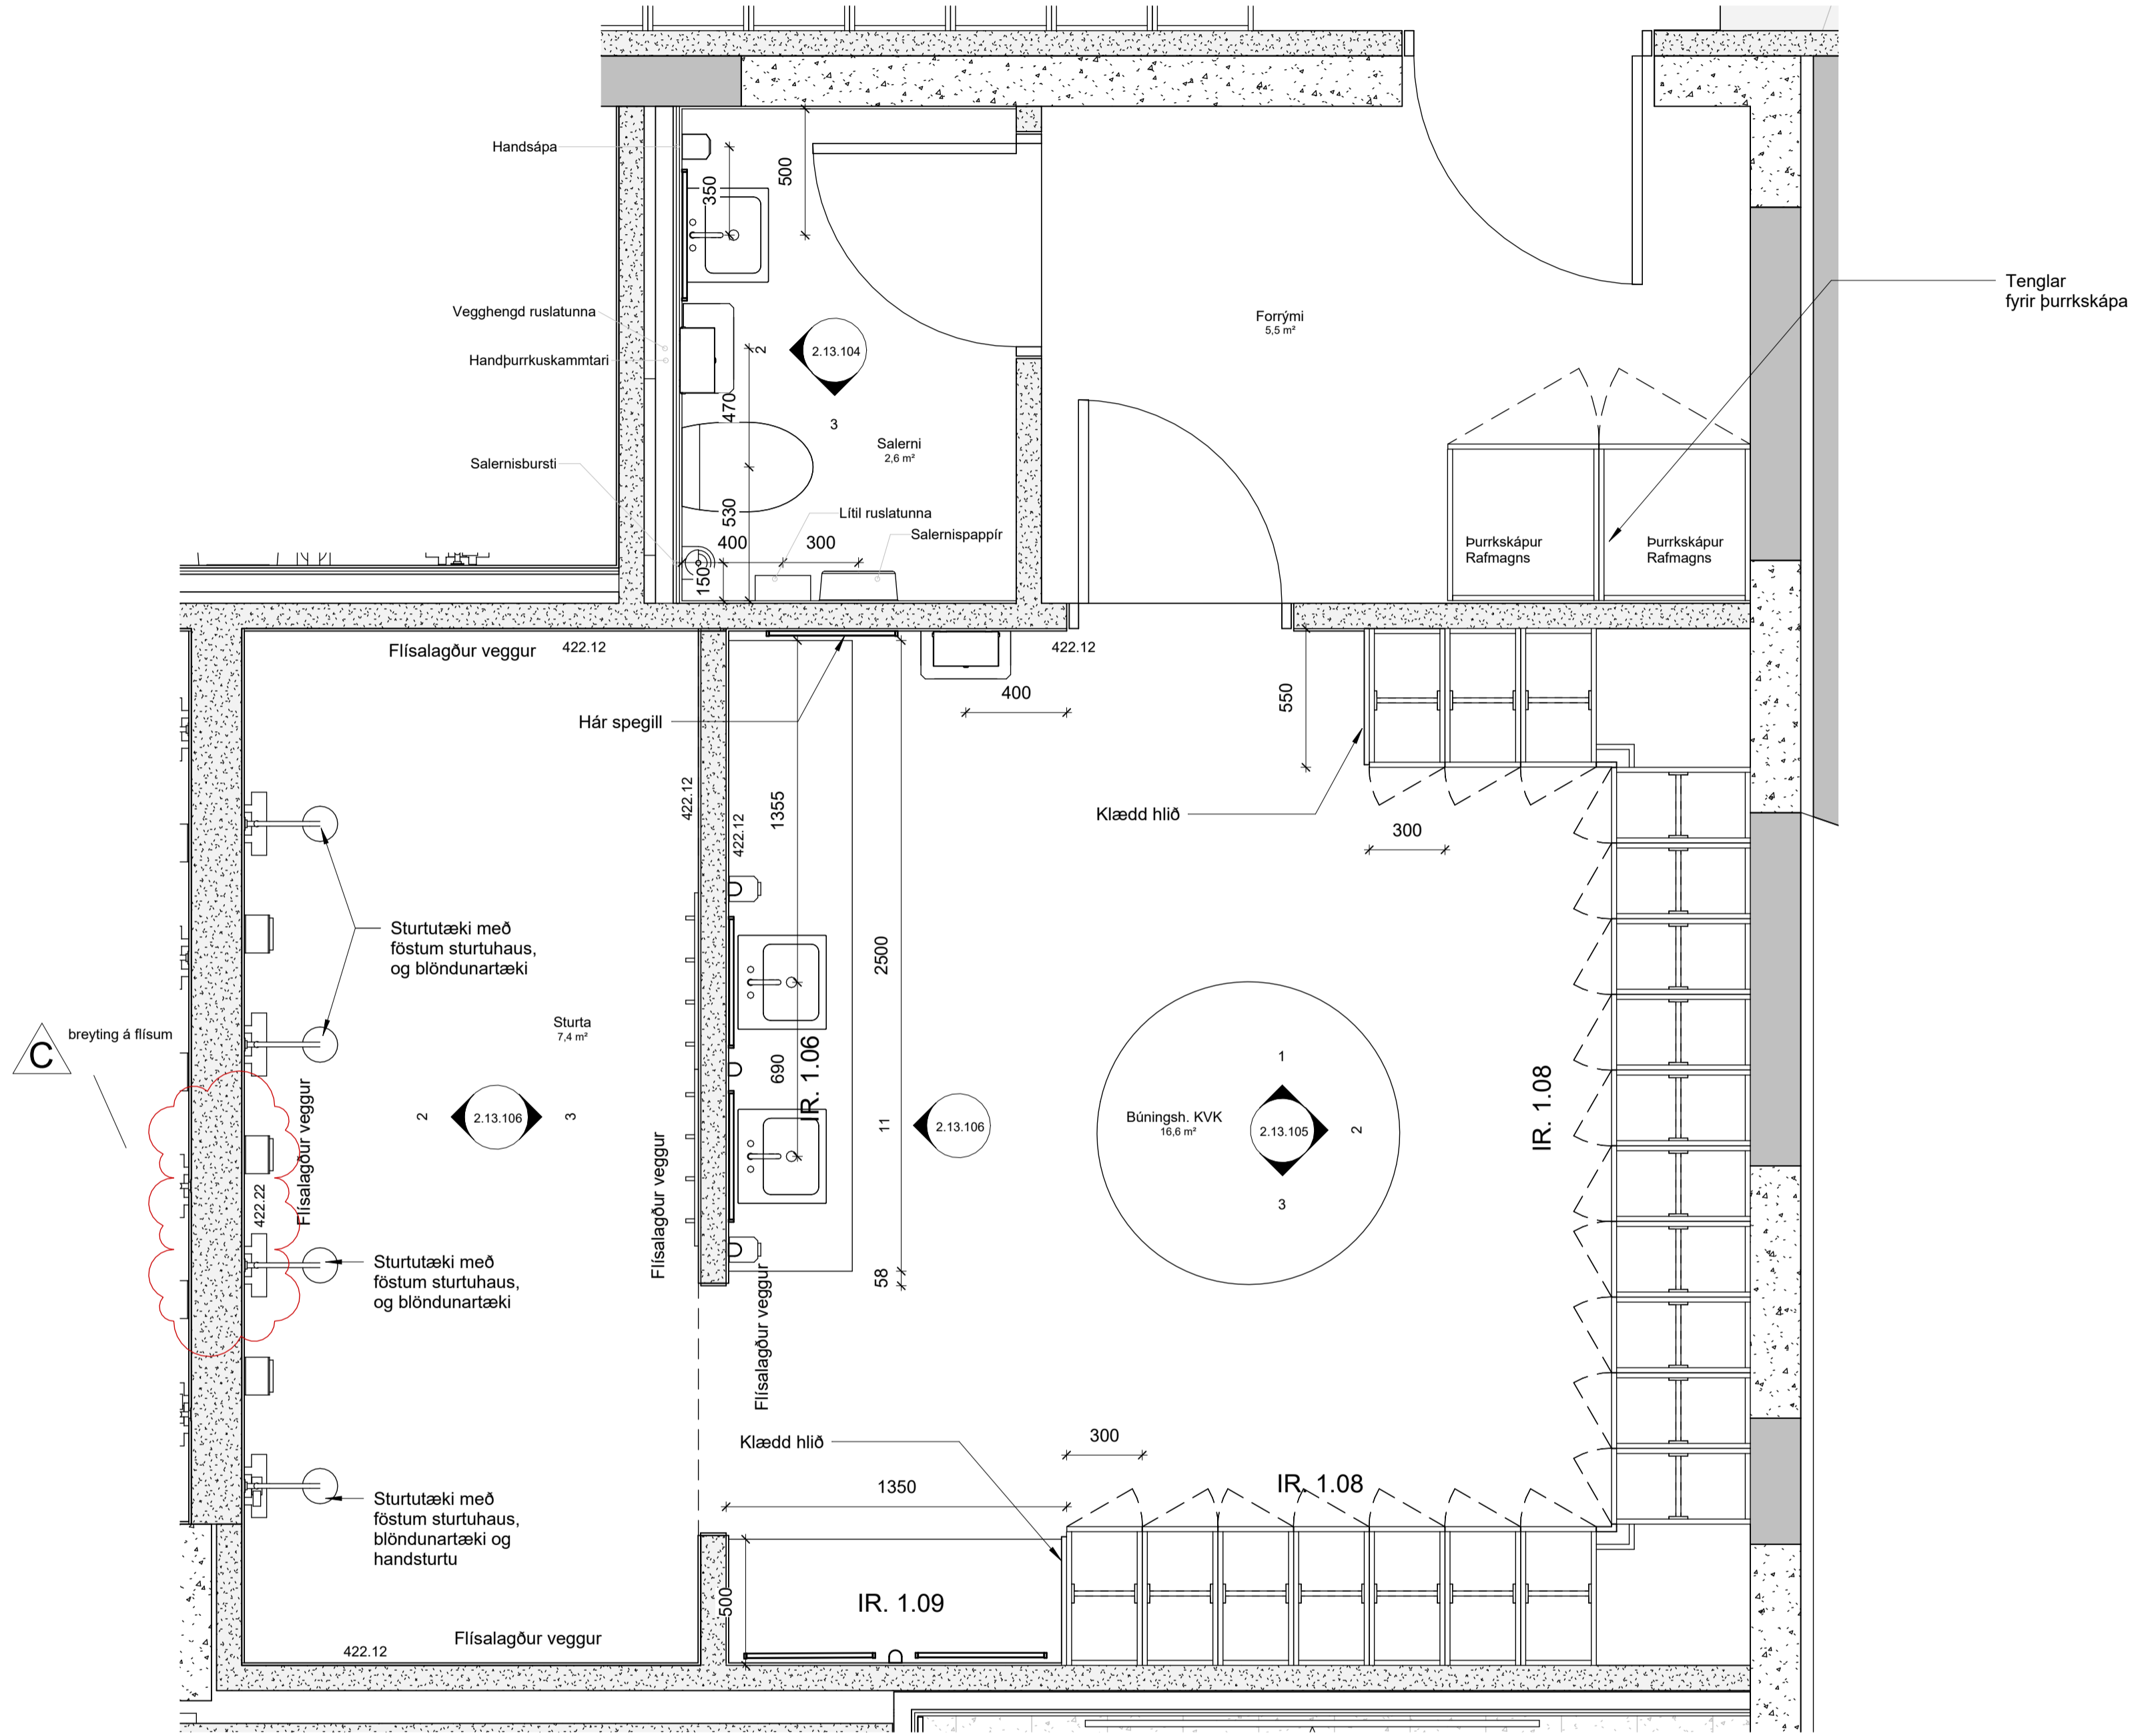 Handsápa
350
500
Vegghengd ruslatunna
Handþurrkuskammtari
2
2.13.104
3
470
Salerni
2,6 m²
Salernisbursti
530
Lítil ruslatunna
400
300
Salernispappír
150
Forrými
5,5 m²
Tenglar
fyrir þurrkskápa
Þurrkskápur
Rafmagns
Þurrkskápur
Rafmagns
Flísalagður veggur
422.12
422.12
Hár spegill
400
550
422.12
422.12
1355
Klædd hlið
300
Sturtutæki með
föstum sturtuhaus,
og blöndunartæki
2500
Sturta
7,4 m²
C
breyting á flísum
690
IR. 1.06
Flísalagður veggur
422.22
2
2.13.106
3
Flísalagður veggur
11
2.13.106
Búningsh. KVK
16,6 m²
1
2.13.105
2
3
IR. 1.08
Sturtutæki með
föstum sturtuhaus,
og blöndunartæki
58
Flísalagður veggur
Klædd hlið
300
1350
IR. 1.08
Sturtutæki með
föstum sturtuhaus,
blöndunartæki og
handsturtu
500
IR. 1.09
Flísalagður veggur
422.12